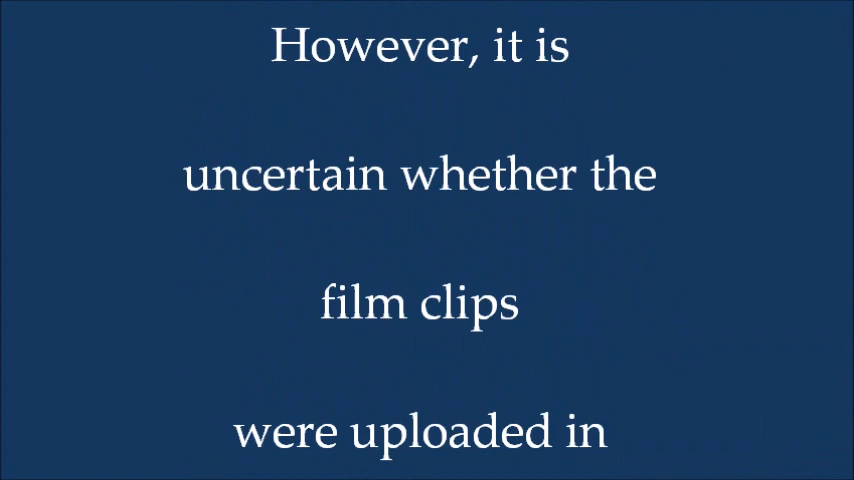 However, it is
uncertain whether the
film clips
were uploaded in